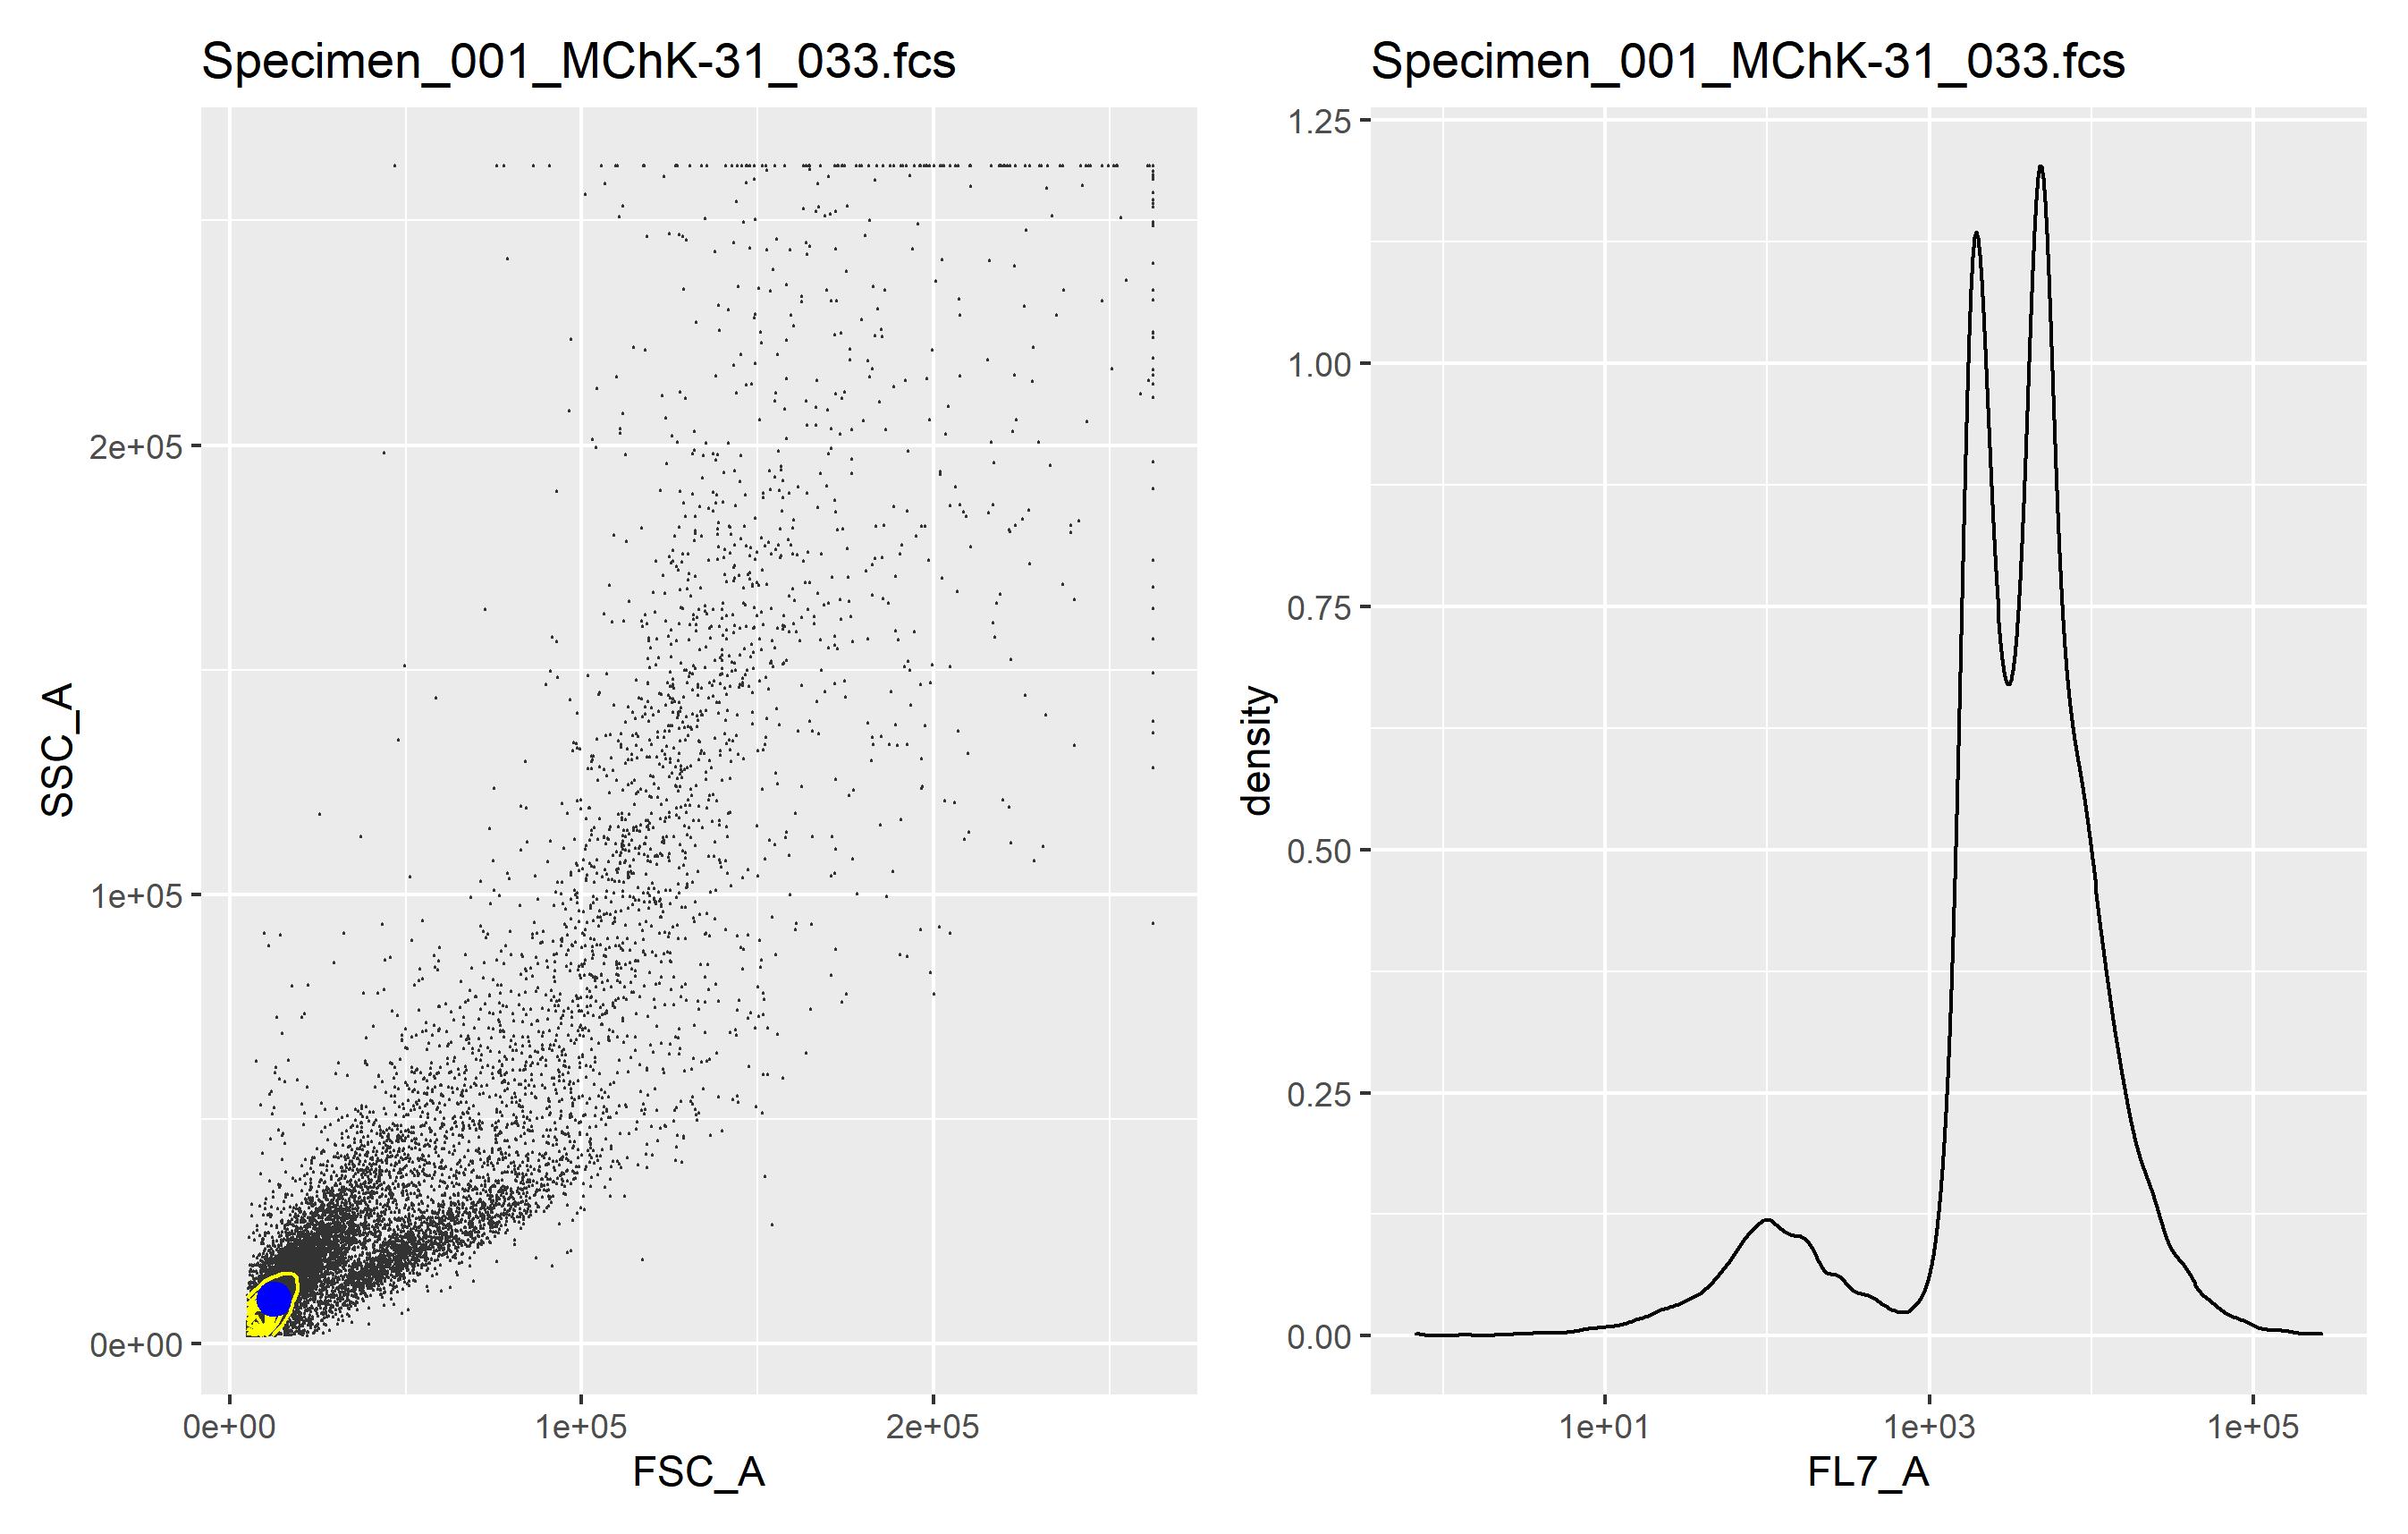 Specimen_001_MChK-31_033.fcs
SSC_A
2e+05
1e+05
0e+00
0e+00 1e+05 2e+05
FSC_A
Specimen_001_MChK-31_033.fcs
density
1.25
1.00
0.75
0.50
0.25
0.00
1e+01 1e+03 1e+05
FL7_A